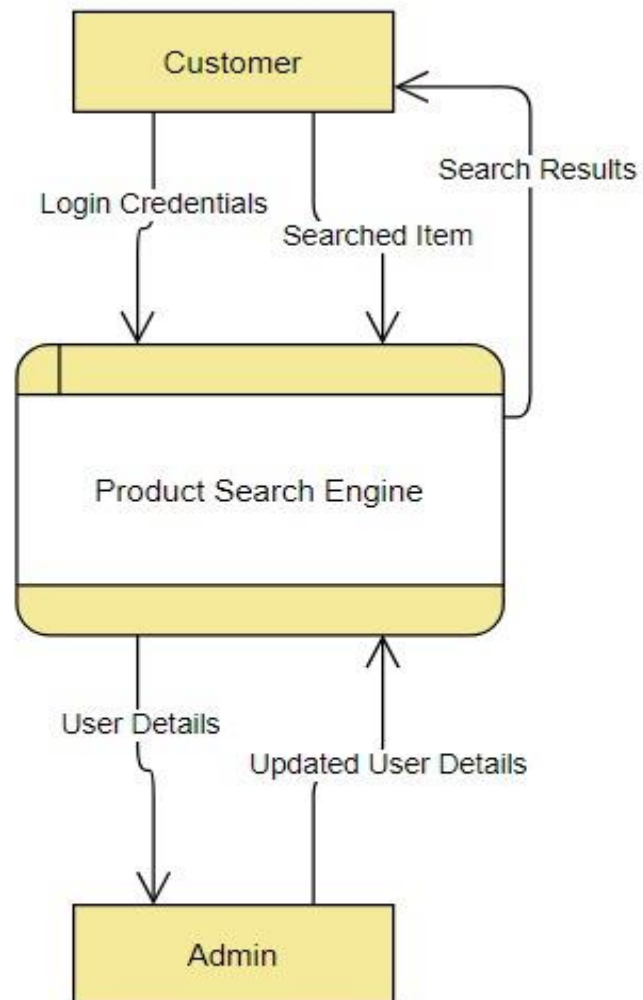 Customer
Search Results
Login Credentials
Searched Item
Product Search Engine
User Details
Updated User Details
Admin